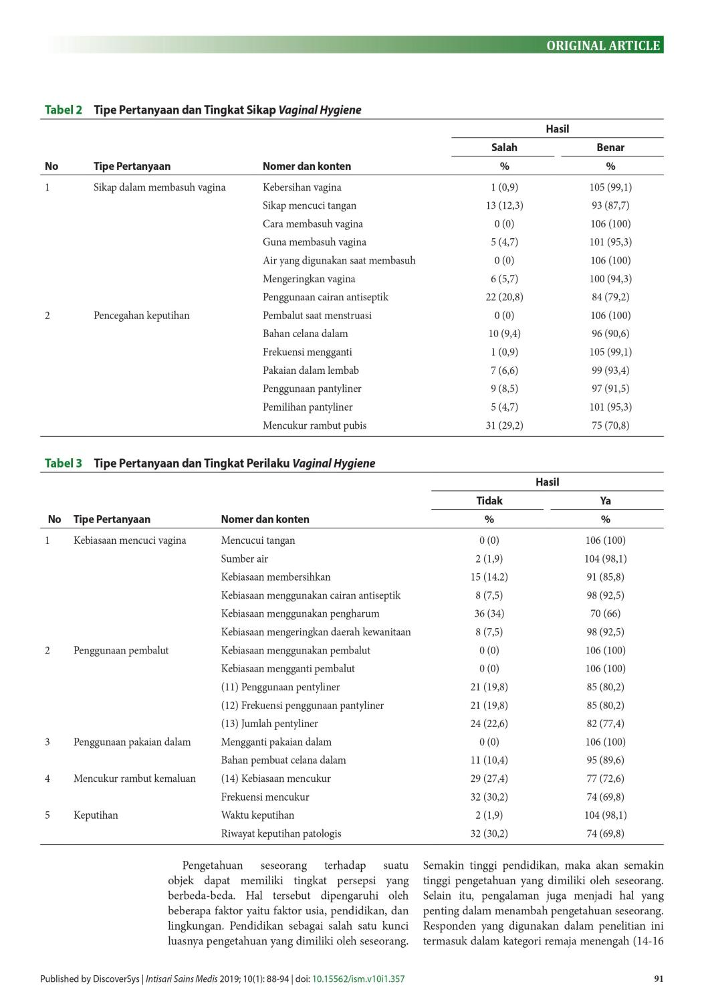 ORIGINAL ARTICLE
Tabel 2 Tipe Pertanyaan dan Tingkat Sikap Vaginal Hygiene
Hasil
Salah Benar
No Tipe Pertanyaan Nomer dan konten % %
1 Sikap dalam membasuh vagina Kebersihan vagina 1 (0,9) 105 (99,1)
Sikap mencuci tangan 13 (12,3) 93 (87,7)
Cara membasuh vagina 0 (0) 106 (100)
Guna membasuh vagina 5 (4,7) 101 (95,3)
Air yang digunakan saat membasuh 0 (0) 106 (100)
Mengeringkan vagina 6 (5,7) 100 (94,3)
Penggunaan cairan antiseptik 22 (20,8) 84 (79,2)
2 Pencegahan keputihan Pembalut saat menstruasi 0 (0) 106 (100)
Bahan celana dalam 10 (9,4) 96 (90,6)
Frekuensi mengganti 1 (0,9) 105 (99,1)
Pakaian dalam lembab 7 (6,6) 99 (93,4)
Penggunaan pantyliner 9 (8,5) 97 (91,5)
Pemilihan pantyliner 5 (4,7) 101 (95,3)
Mencukur rambut pubis 31 (29,2) 75 (70,8)
Tabel 3 Tipe Pertanyaan dan Tingkat Perilaku Vaginal Hygiene
Hasil
Tidak Ya
No Tipe Pertanyaan Nomer dan konten % %
1 Kebiasaan mencuci vagina Mencucui tangan 0 (0) 106 (100)
Sumber air 2 (1,9) 104 (98,1)
Kebiasaan membersihkan 15 (14.2) 91 (85,8)
Kebiasaan menggunakan cairan antiseptik 8 (7,5) 98 (92,5)
Kebiasaan menggunakan pengharum 36 (34) 70 (66)
Kebiasaan mengeringkan daerah kewanitaan 8 (7,5) 98 (92,5)
2 Penggunaan pembalut Kebiasaan menggunakan pembalut 0 (0) 106 (100)
Kebiasaan mengganti pembalut 0 (0) 106 (100)
(11) Penggunaan pentyliner 21 (19,8) 85 (80,2)
(12) Frekuensi penggunaan pantyliner 21 (19,8) 85 (80,2)
(13) Jumlah pentyliner 24 (22,6) 82 (77,4)
3 Penggunaan pakaian dalam Mengganti pakaian dalam 0 (0) 106 (100)
Bahan pembuat celana dalam 11 (10,4) 95 (89,6)
4 Mencukur rambut kemaluan (14) Kebiasaan mencukur 29 (27,4) 77 (72,6)
Frekuensi mencukur 32 (30,2) 74 (69,8)
5 Keputihan Waktu keputihan 2 (1,9) 104 (98,1)
Riwayat keputihan patologis 32 (30,2) 74 (69,8)
Pengetahuan seseorang terhadap suatu
objek dapat memiliki tingkat persepsi yang
berbeda-beda. Hal tersebut dipengaruhi oleh
beberapa faktor yaitu faktor usia, pendidikan, dan
lingkungan. Pendidikan sebagai salah satu kunci
luasnya pengetahuan yang dimiliki oleh seseorang.
Semakin tinggi pendidikan, maka akan semakin
tinggi pengetahuan yang dimiliki oleh seseorang.
Selain itu, pengalaman juga menjadi hal yang
penting dalam menambah pengetahuan seseorang.
Responden yang digunakan dalam penelitian ini
termasuk dalam kategori remaja menengah (14-16
Published by DiscoverSys | Intisari Sains Medis 2019; 10(1): 88-94 | doi: 10.15562/ism.v10i1.357 91